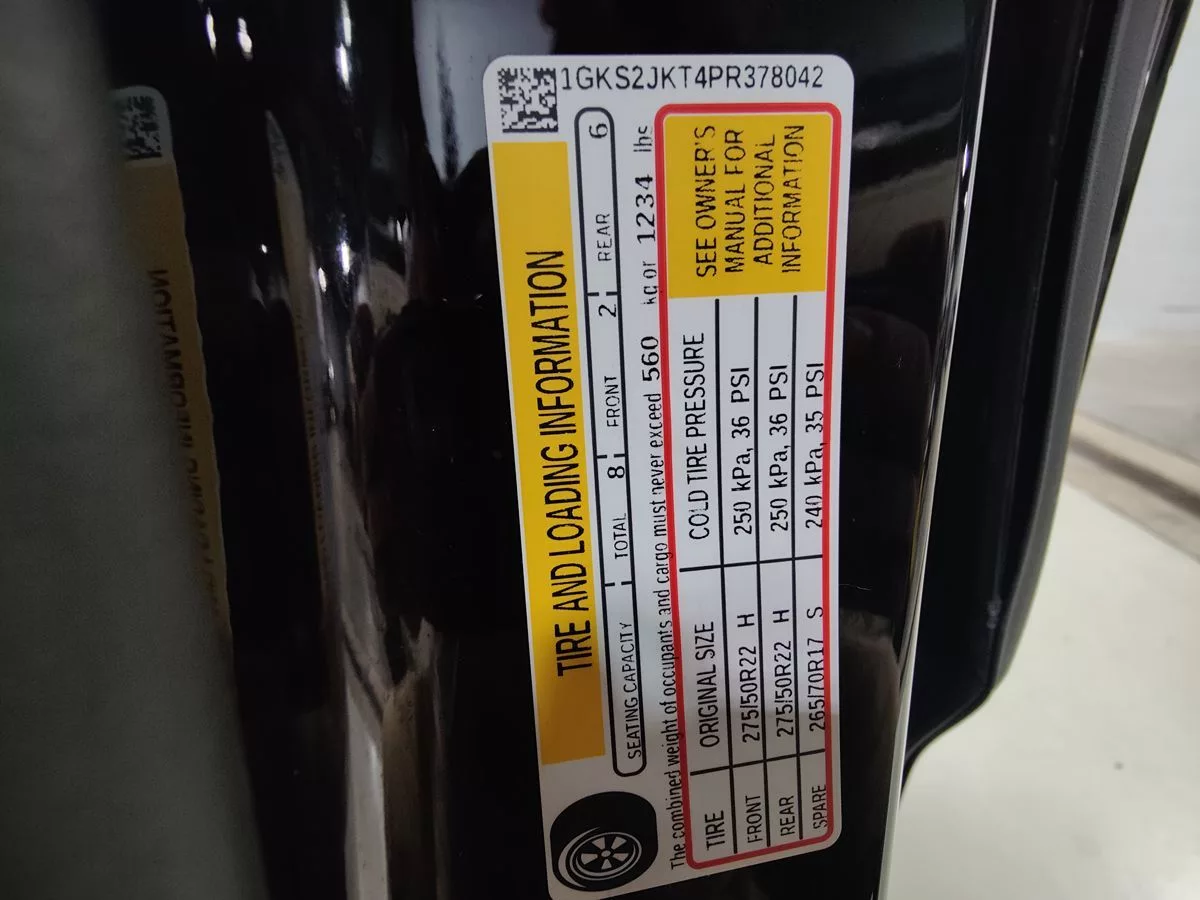 1GKS2JKT4PR378042
TIRE AND LOADING INFORMATION
SEATING CAPACITY TOTAL 8 FRONT 2 REAR 6
The combined weight of occupants and cargo must never exceed 560 kg or 1234 lbs
TIRE ORIGINAL SIZE COLD TIRE PRESSURE
FRONT 275/50R22 H 250 kPa, 36 PSI
REAR 275/50R22 H 250 kPa, 36 PSI
SPARE 265/70R17 S 240 kPa, 35 PSI
SEE OWNER'S
MANUAL FOR
ADDITIONAL
INFORMATION